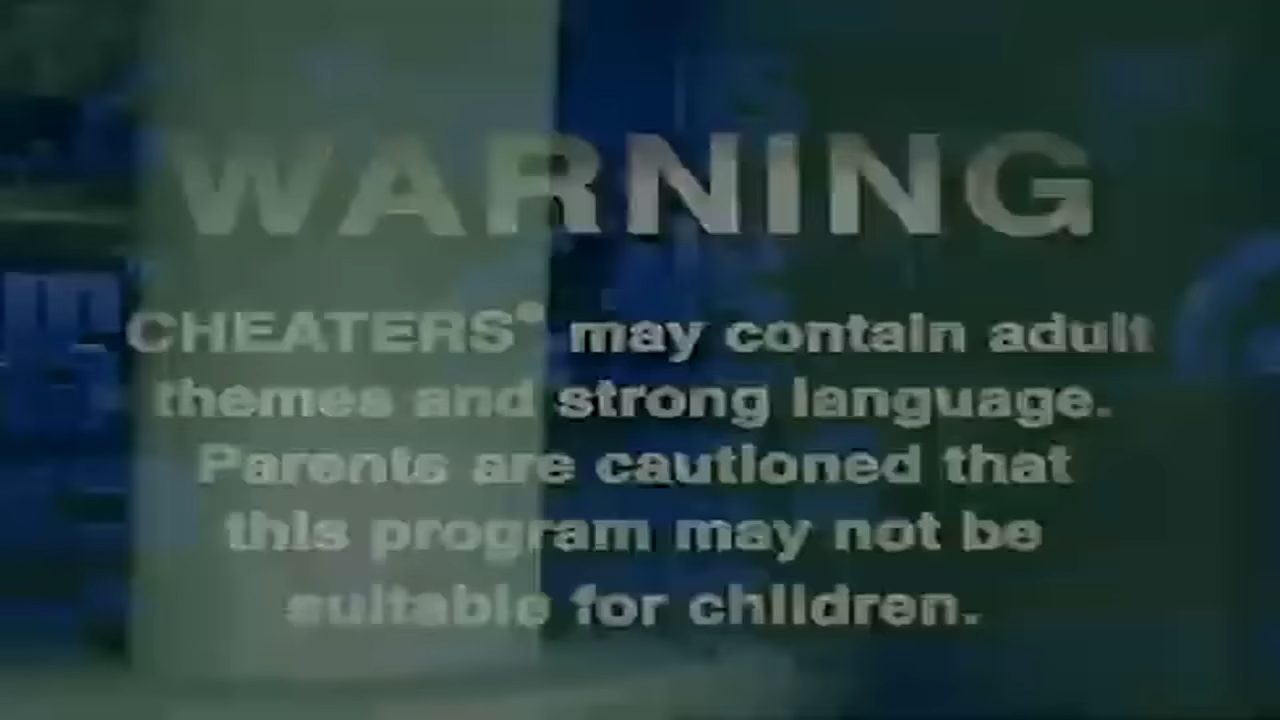 WARNING
CHEATERS® may contain adult
themes and strong language.
Parents are cautioned that
this program may not be
suitable for children.